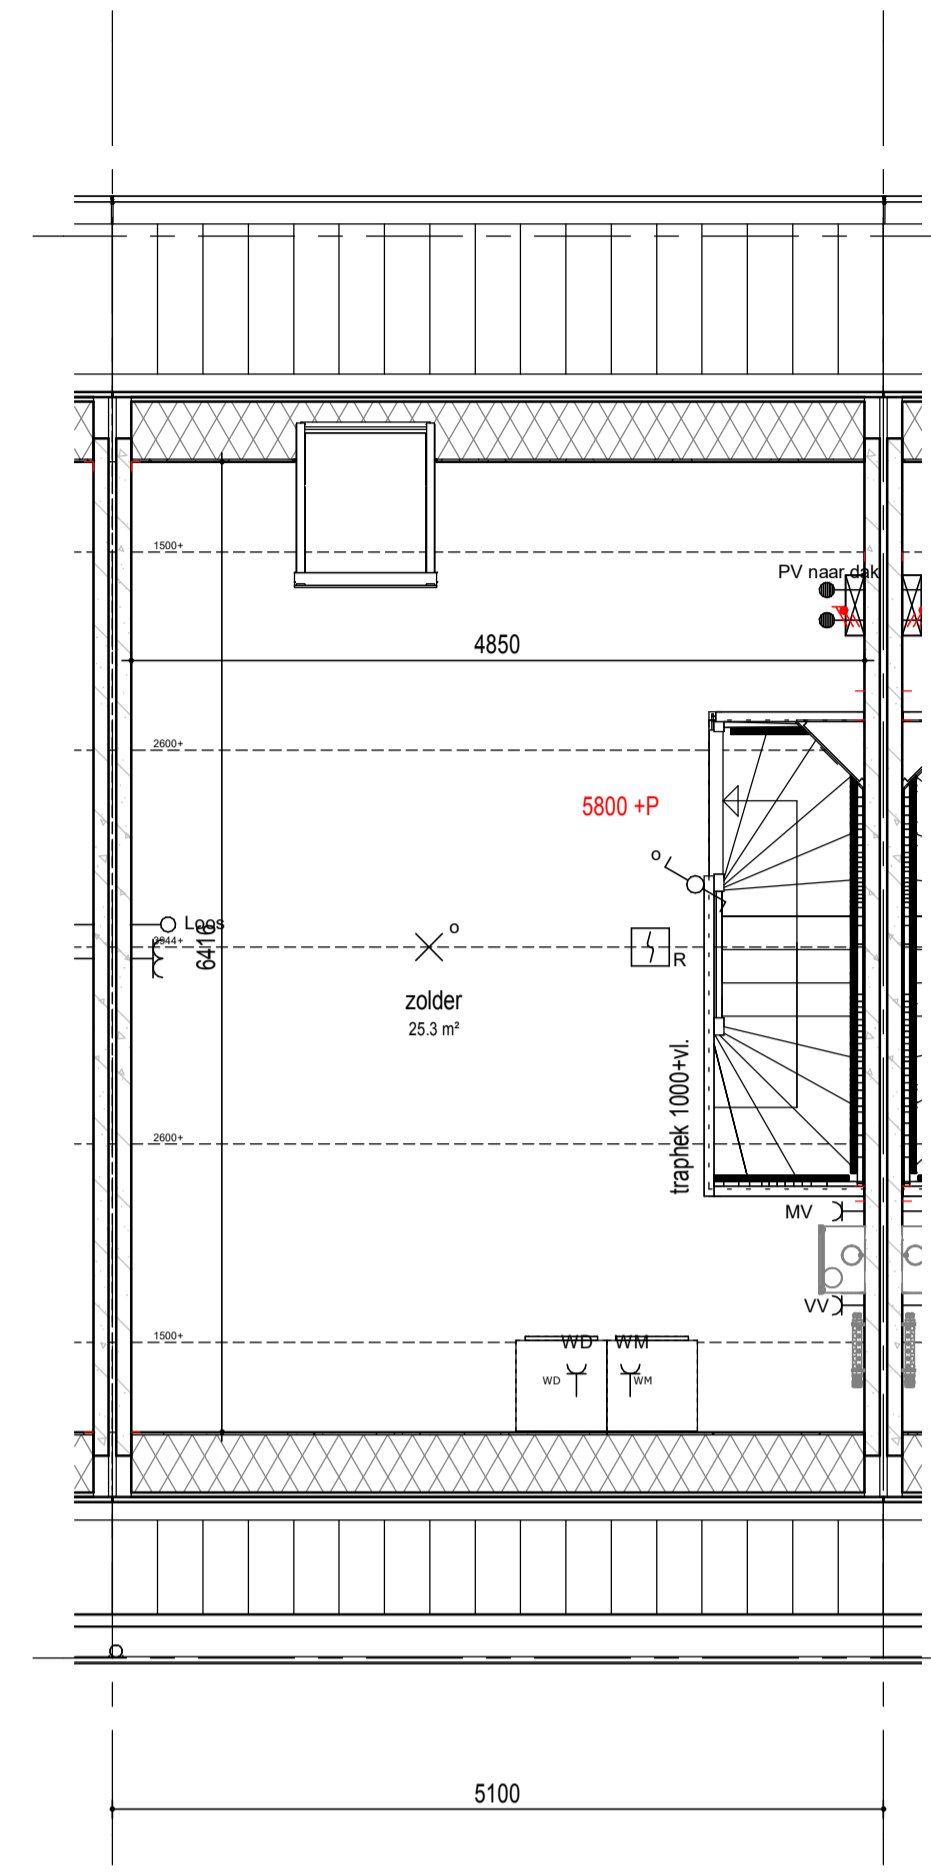 1500+
PV naar dak
4850
2600+
5800 +P
o
Loos
o
3944+
6416
R
zolder
25.3 m²
traphek 1000+vl.
2600+
MV
VV
1500+
WD
WM
WD
WM
5100